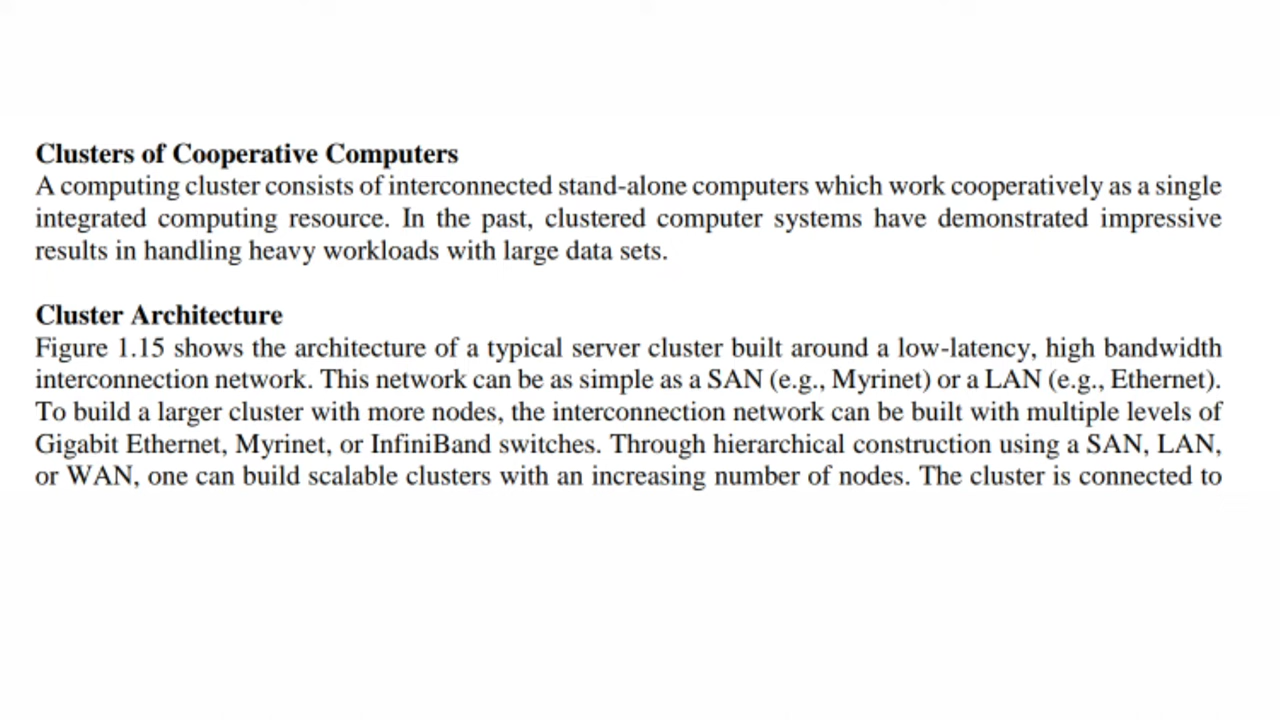 Clusters of Cooperative Computers
A computing cluster consists of interconnected stand-alone computers which work cooperatively as a single
integrated computing resource. In the past, clustered computer systems have demonstrated impressive
results in handling heavy workloads with large data sets.
Cluster Architecture
Figure 1.15 shows the architecture of a typical server cluster built around a low-latency, high bandwidth
interconnection network. This network can be as simple as a SAN (e.g., Myrinet) or a LAN (e.g., Ethernet).
To build a larger cluster with more nodes, the interconnection network can be built with multiple levels of
Gigabit Ethernet, Myrinet, or InfiniBand switches. Through hierarchical construction using a SAN, LAN,
or WAN, one can build scalable clusters with an increasing number of nodes. The cluster is connected to